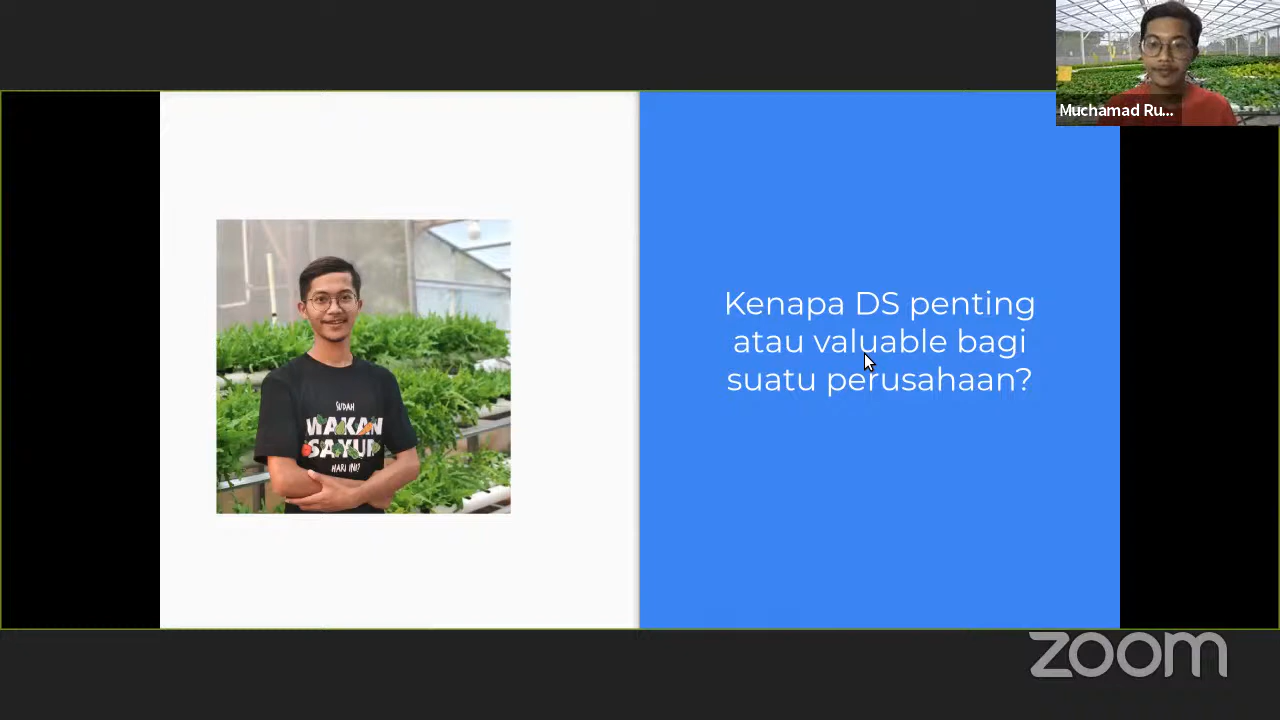 Muchamad Ru...
Kenapa DS penting
atau valuable bagi
suatu perusahaan?
SUDAH
MAKAN
SAYUR
HARI INI?
zoom